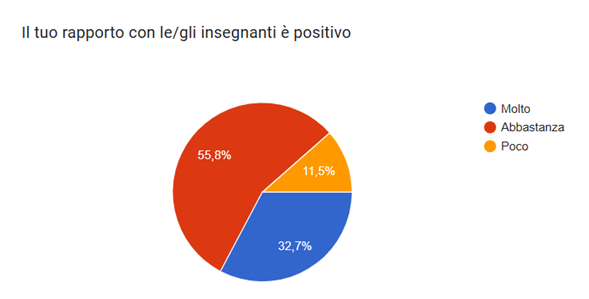 Il tuo rapporto con le/gli insegnanti è positivo
Molto
Abbastanza
Poco
55,8%
11,5%
32,7%